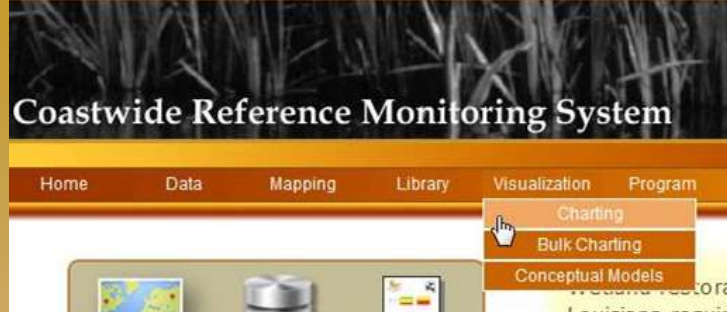 Coastwide Reference Monitoring System
Home Data Mapping Library Visualization Program
Charting
Bulk Charting
Conceptual Models